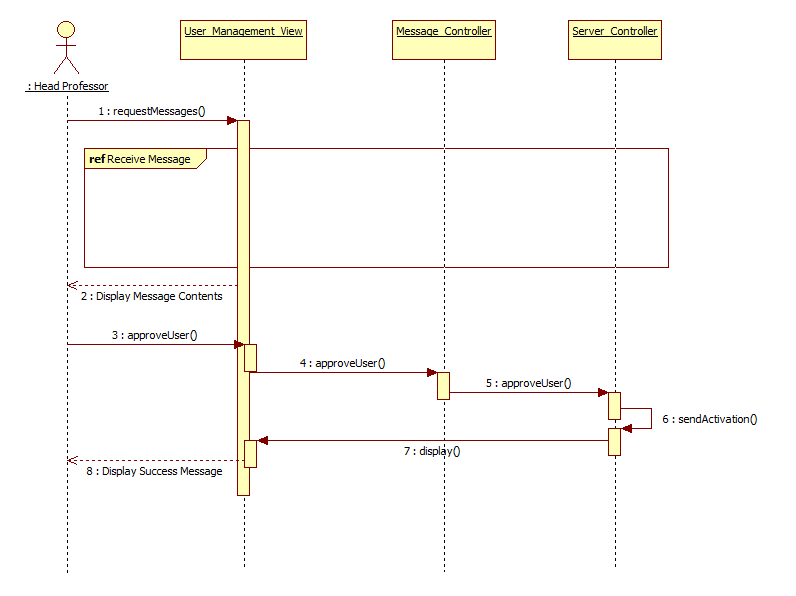 User_Management_View
Message_Controller
Server_Controller
: Head Professor
1 : requestMessages()
ref Receive Message
2 : Display Message Contents
3 : approveUser()
4 : approveUser()
5 : approveUser()
6 : sendActivation()
7 : display()
8 : Display Success Message